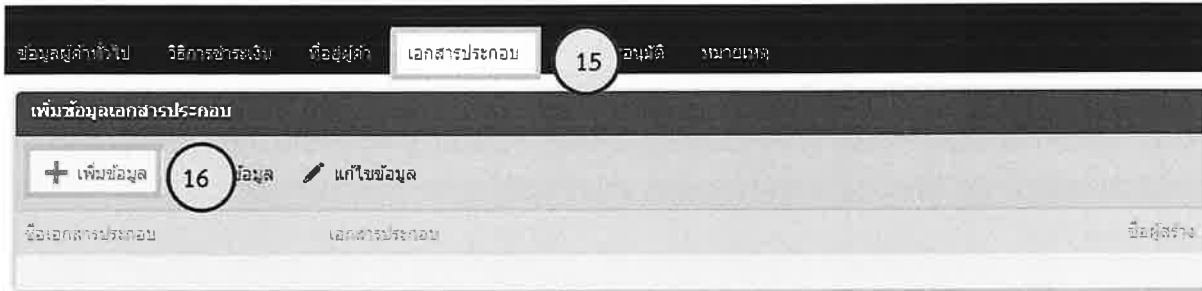 ข้อมูลผู้ค้าทั่วไป วิธีการชำระเงิน ที่อยู่ผู้ค้า เอกสารประกอบ 15 อนุมัติ หมายเหตุ
เพิ่มข้อมูลเอกสารประกอบ
เพิ่มข้อมูล 16 ข้อมูล แก้ไขข้อมูล
ชื่อเอกสารประกอบ เอกสารประกอบ ชื่อผู้สร้าง